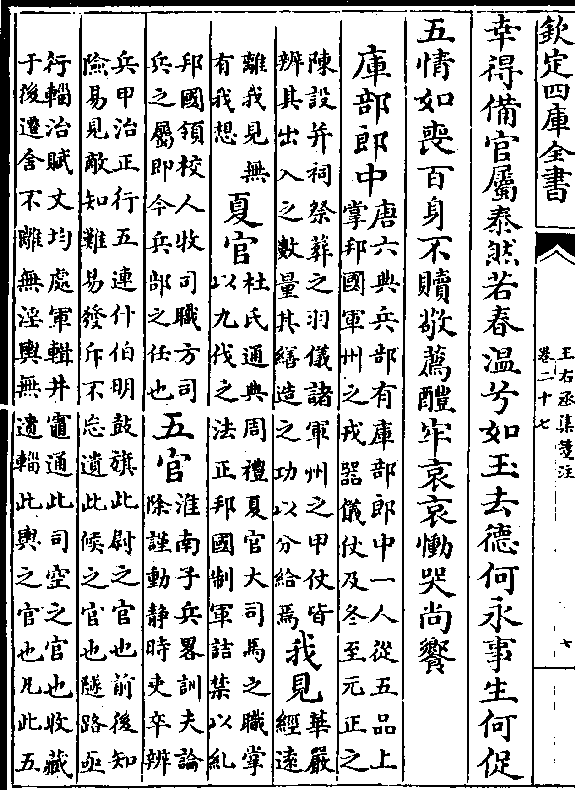 欽定四庫全書
王右丞集箋注
卷二十七
七
幸得備官屬泰然若春溫兮如玉去德何永事生何促
五情如喪百身不贖敬薦醴牢哀哀慟哭尚饗
庫部郎中唐六典兵部有庫部郎中一人從五品上
掌邦國軍州之戎器儀仗及冬至元正之
陳設并祠祭葬之羽儀諸軍州之甲仗皆
辨其出入之數量其繕造之功以分給焉我見華嚴
經遠
離我見無
有我想夏官杜氏通典周禮夏官大司馬之職掌
以九伐之法正邦國制軍詰禁以糺
邦國領校人收司職方司
兵之屬即今兵部之任也五官淮南子兵畧訓夫論
除謹動靜時吏卒辨
兵甲治正行五連什伯明鼓旗此尉之官也前後知
險易見敵知難易發斥不忘遺此候之官也隧路亟
行輜治賦丈均處軍輯井竈通此司空之官也收藏
于後遷舍不離無淫輿無遺輜此輿之官也凡此五